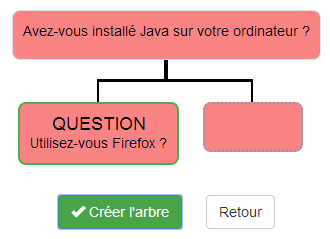 Avez-vous installé Java sur votre ordinateur ?
QUESTION
Utilisez-vous Firefox ?
Créer l'arbre
Retour